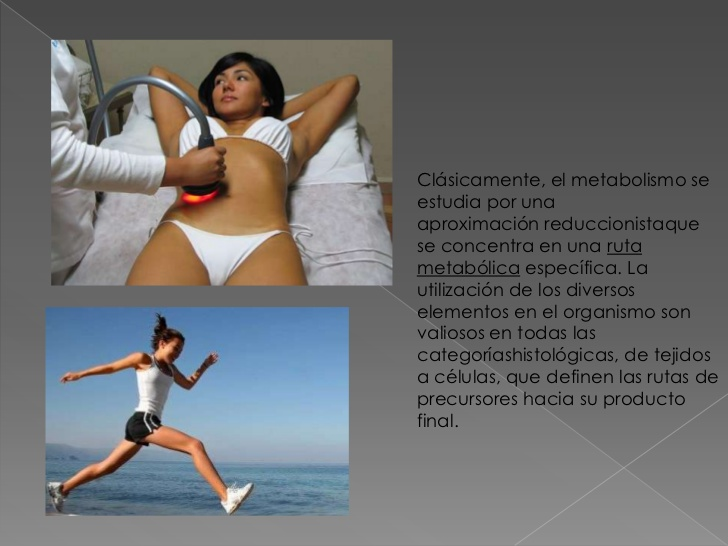 Clásicamente, el metabolismo se
estudia por una
aproximación reduccionistaque
se concentra en una ruta
metabólica específica. La
utilización de los diversos
elementos en el organismo son
valiosos en todas las
categoríashistológicas, de tejidos
a células, que definen las rutas de
precursores hacia su producto
final.